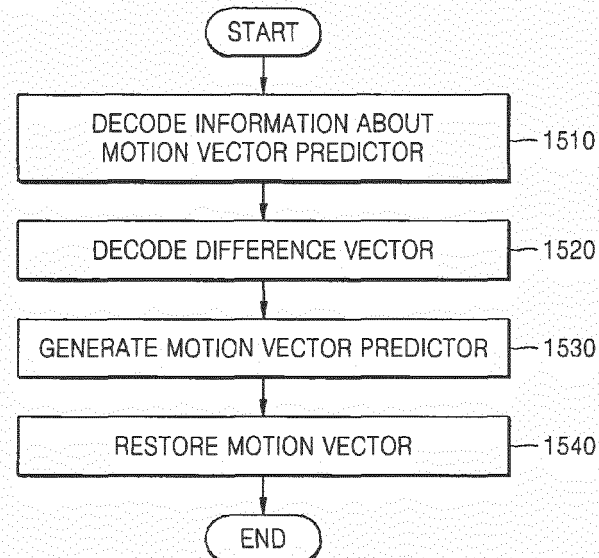 START
DECODE INFORMATION ABOUT
MOTION VECTOR PREDICTOR
1510
DECODE DIFFERENCE VECTOR
1520
GENERATE MOTION VECTOR PREDICTOR
1530
RESTORE MOTION VECTOR
1540
END